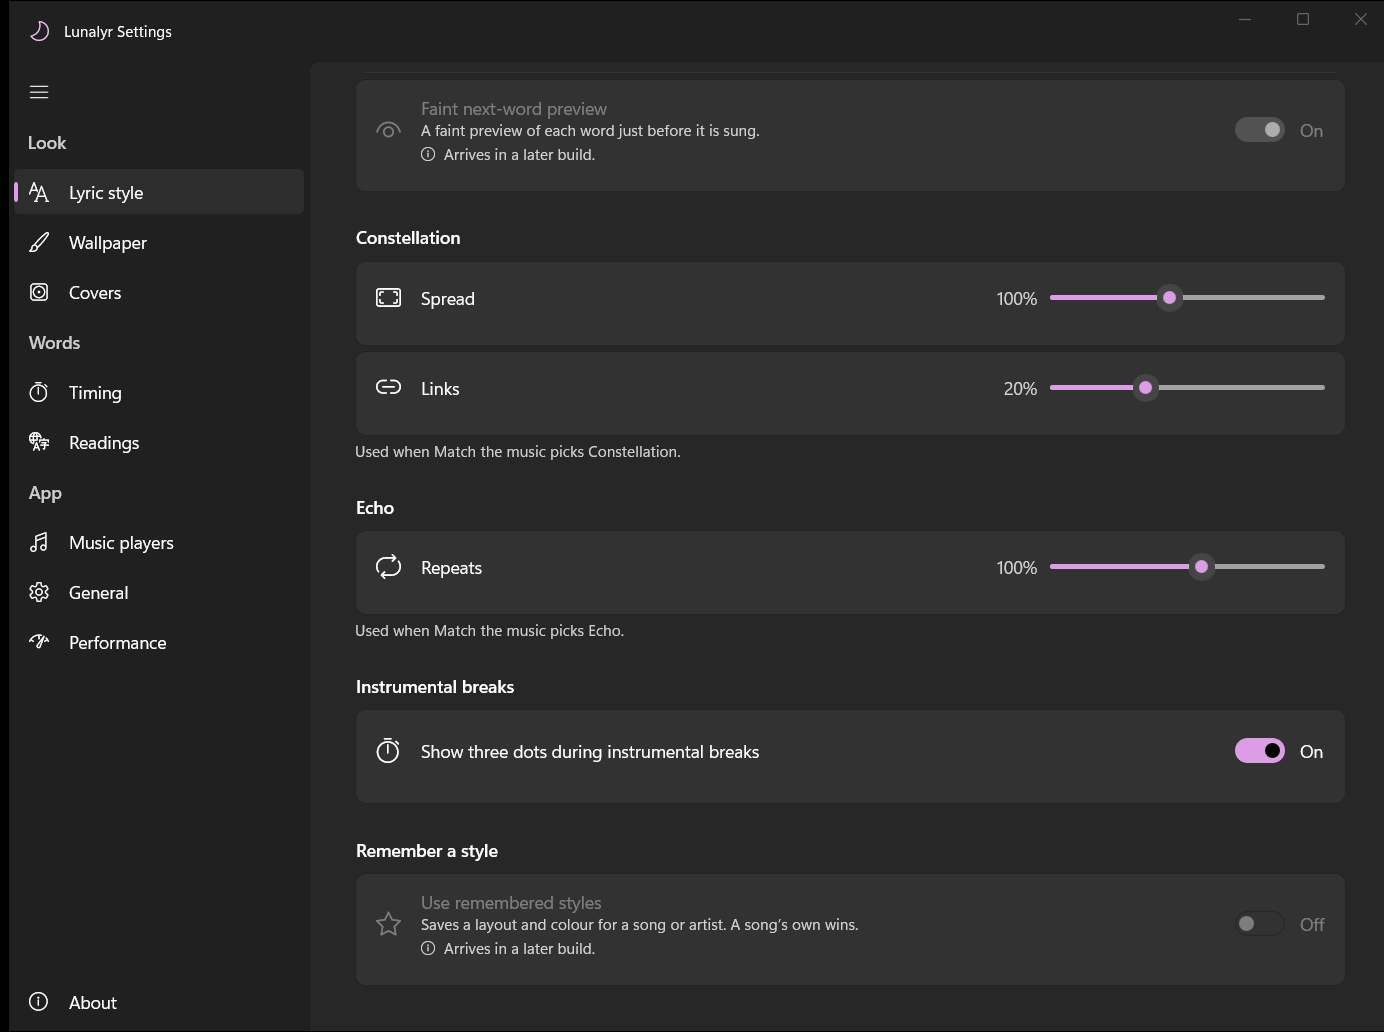 Lunalyr Settings
Look
Lyric style
Wallpaper
Covers
Words
Timing
Readings
App
Music players
General
Performance
About
Faint next-word preview
A faint preview of each word just before it is sung.
Arrives in a later build.
On
Constellation
Spread
100%
Links
20%
Used when Match the music picks Constellation.
Echo
Repeats
100%
Used when Match the music picks Echo.
Instrumental breaks
Show three dots during instrumental breaks
On
Remember a style
Use remembered styles
Saves a layout and colour for a song or artist. A song’s own wins.
Arrives in a later build.
Off